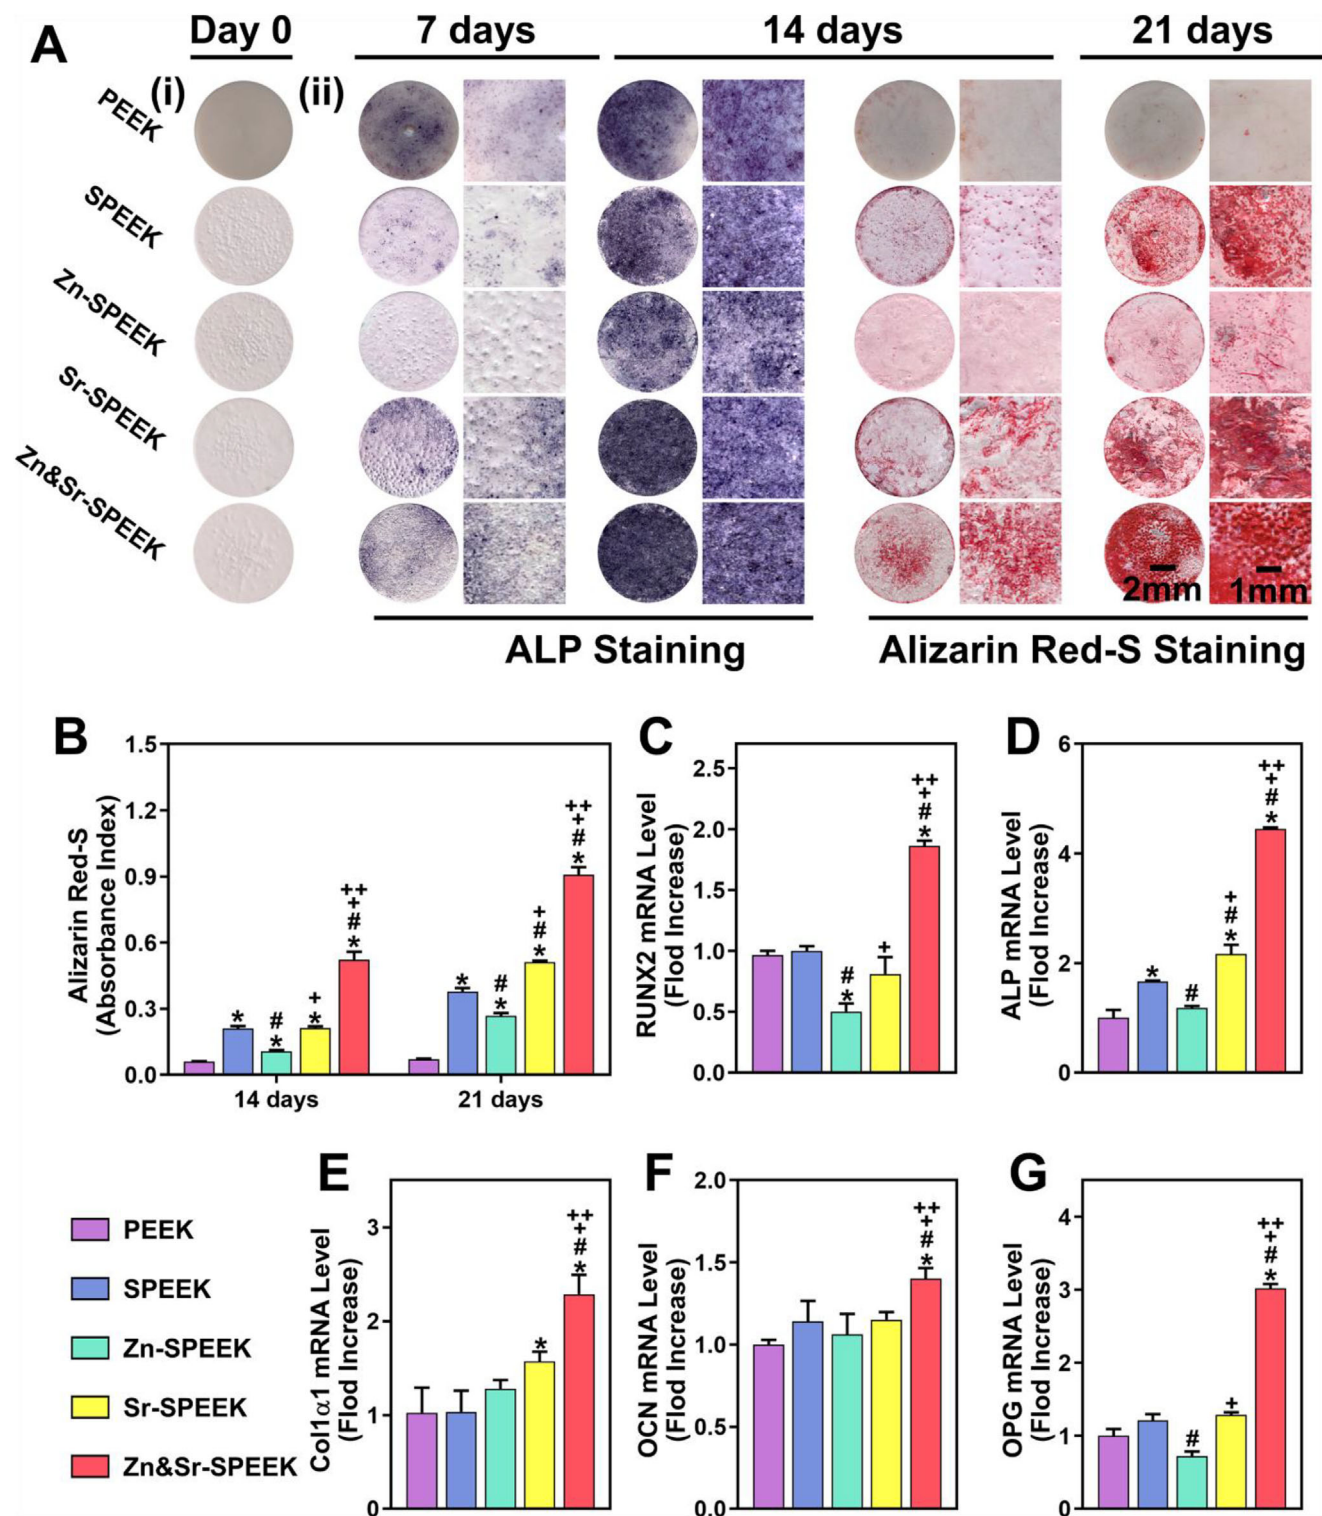 A
Day 0
7 days
14 days
21 days
(i)
(ii)
PEEK
SPEEK
Zn-SPEEK
Sr-SPEEK
Zn&Sr-SPEEK
2mm
1mm
ALP Staining
Alizarin Red-S Staining
B
Alizarin Red-S
(Absorbance Index)
1.5
1.2
0.9
0.6
0.3
0.0
*
#
*
+
*
++
+
#
*
*
#
*
+
#
*
++
+
#
*
14 days
21 days
C
RUNX2 mRNA Level
(Flod Increase)
2.5
2.0
1.5
1.0
0.5
0.0
#
*
+
++
+
#
*
D
ALP mRNA Level
(Flod Increase)
6
4
2
0
*
#
+
#
*
++
+
#
*
PEEK
SPEEK
Zn-SPEEK
Sr-SPEEK
Zn&Sr-SPEEK
E
Col1α1 mRNA Level
(Flod Increase)
3
2
1
0
*
++
+
#
*
F
OCN mRNA Level
(Flod Increase)
2.0
1.5
1.0
0.5
0.0
++
+
#
*
G
OPG mRNA Level
(Flod Increase)
4
3
2
1
0
#
+
++
+
#
*